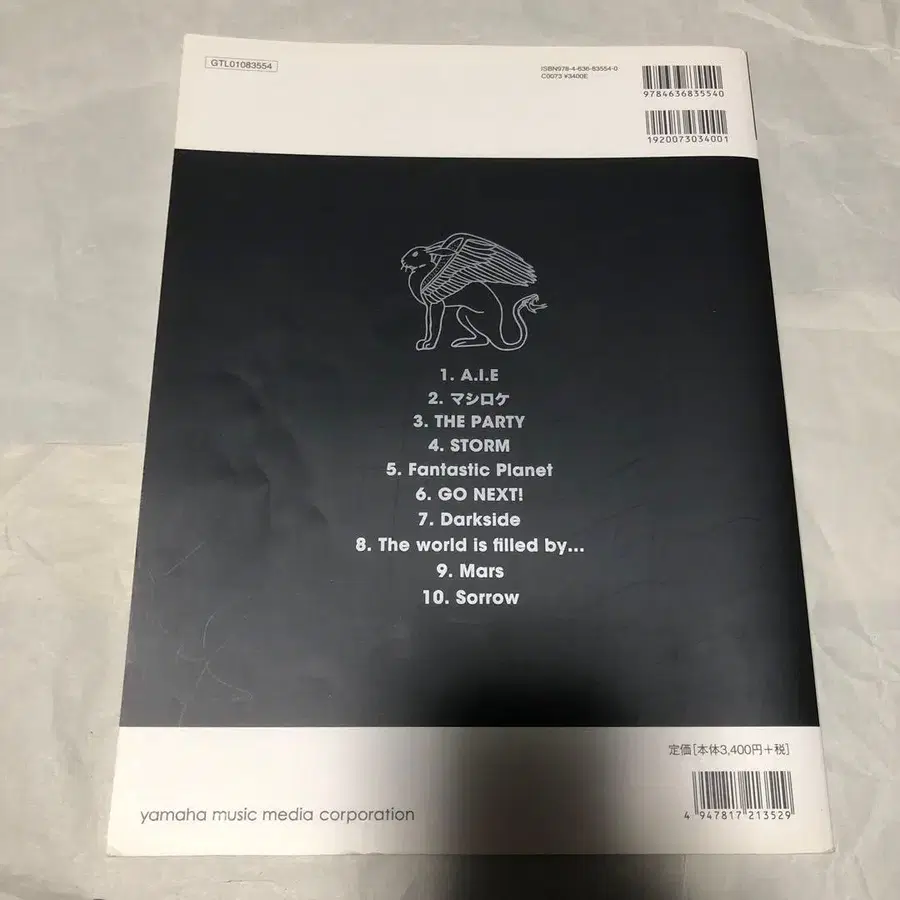 GTL01083554
ISBN978-4-636-83554-0
C0073 ¥3400E
9784636835540
1920073034001
1. A.I.E
2. マシロケ
3. THE PARTY
4. STORM
5. Fantastic Planet
6. GO NEXT!
7. Darkside
8. The world is filled by...
9. Mars
10. Sorrow
定価[本体3,400円+税]
yamaha music media corporation
4 947817 213529